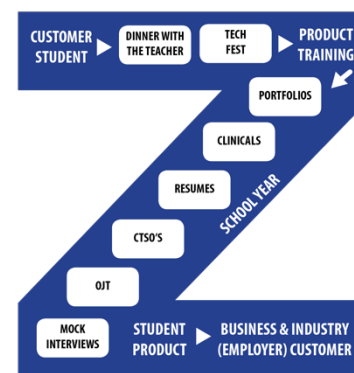 CUSTOMER
STUDENT
DINNER WITH
THE TEACHER
TECH
FEST
PRODUCT
TRAINING
PORTFOLIOS
CLINICALS
RESUMES
SCHOOL YEAR
CTSO'S
OJT
MOCK
INTERVIEWS
STUDENT
PRODUCT
BUSINESS & INDUSTRY
(EMPLOYER) CUSTOMER